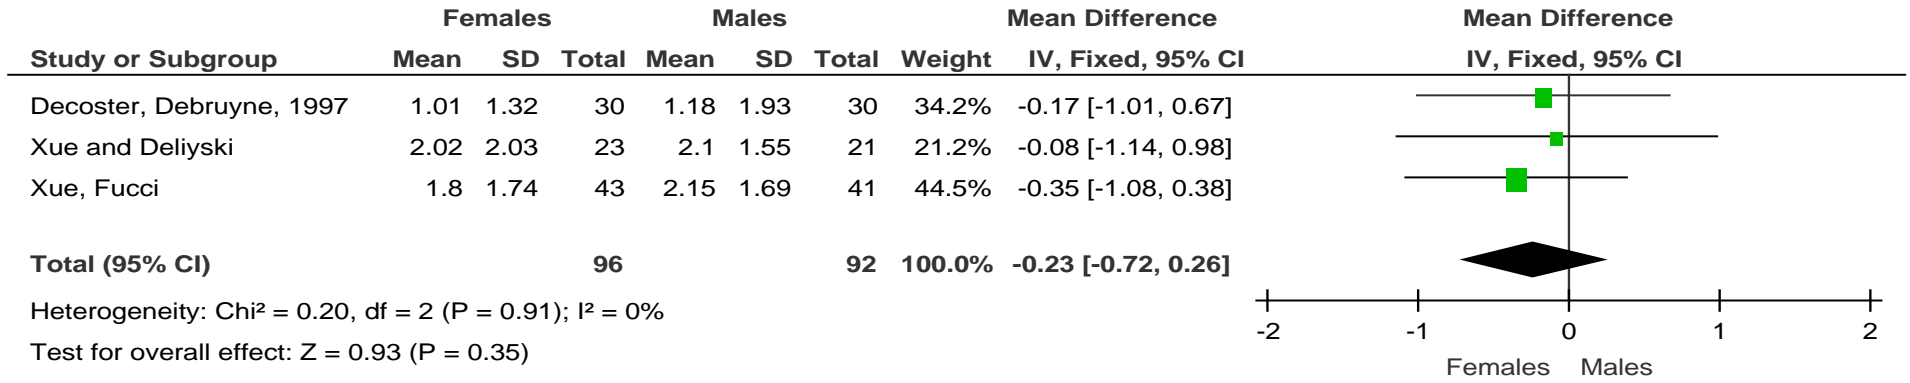 Females Males Mean Difference Mean Difference
Study or Subgroup Mean SD Total Mean SD Total Weight IV, Fixed, 95% CI IV, Fixed, 95% CI
Decoster, Debruyne, 1997 1.01 1.32 30 1.18 1.93 30 34.2% -0.17 [-1.01, 0.67]
Xue and Deliyski 2.02 2.03 23 2.1 1.55 21 21.2% -0.08 [-1.14, 0.98]
Xue, Fucci 1.8 1.74 43 2.15 1.69 41 44.5% -0.35 [-1.08, 0.38]
Total (95% CI) 96 92 100.0% -0.23 [-0.72, 0.26]
Heterogeneity: Chi² = 0.20, df = 2 (P = 0.91); I² = 0%
Test for overall effect: Z = 0.93 (P = 0.35)
-2 -1 0 1 2
Females Males